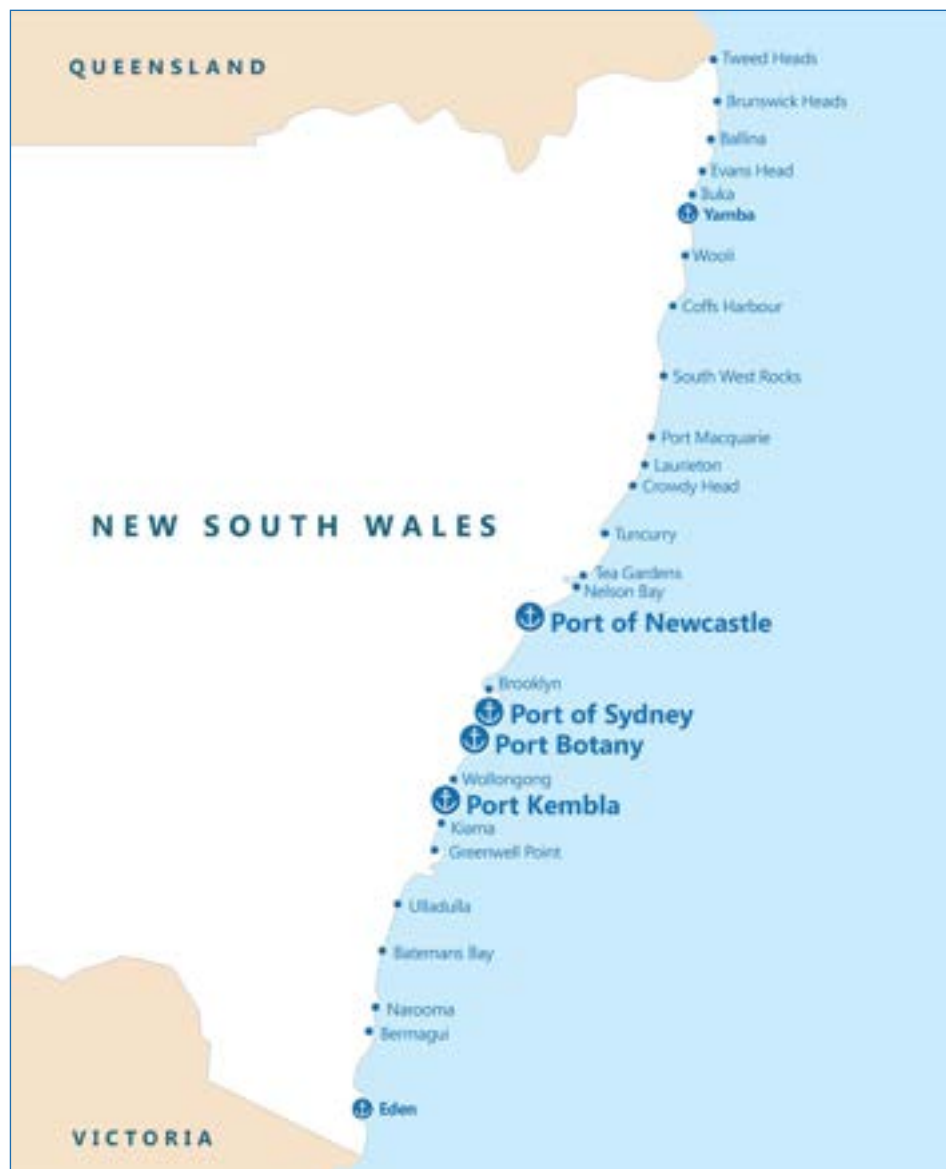 QUEENSLAND
Tweed Heads
Brunswick Heads
Ballina
Evans Head
Iluka
Yamba
Wooli
Coffs Harbour
South West Rocks
Port Macquarie
Laurieton
Crowdy Head
NEW SOUTH WALES
Tuncurry
Tea Gardens
Nelson Bay
Port of Newcastle
Brooklyn
Port of Sydney
Port Botany
Wollongong
Port Kembla
Kiama
Greenwell Point
Ulladulla
Batemans Bay
Narooma
Bermagui
Eden
VICTORIA